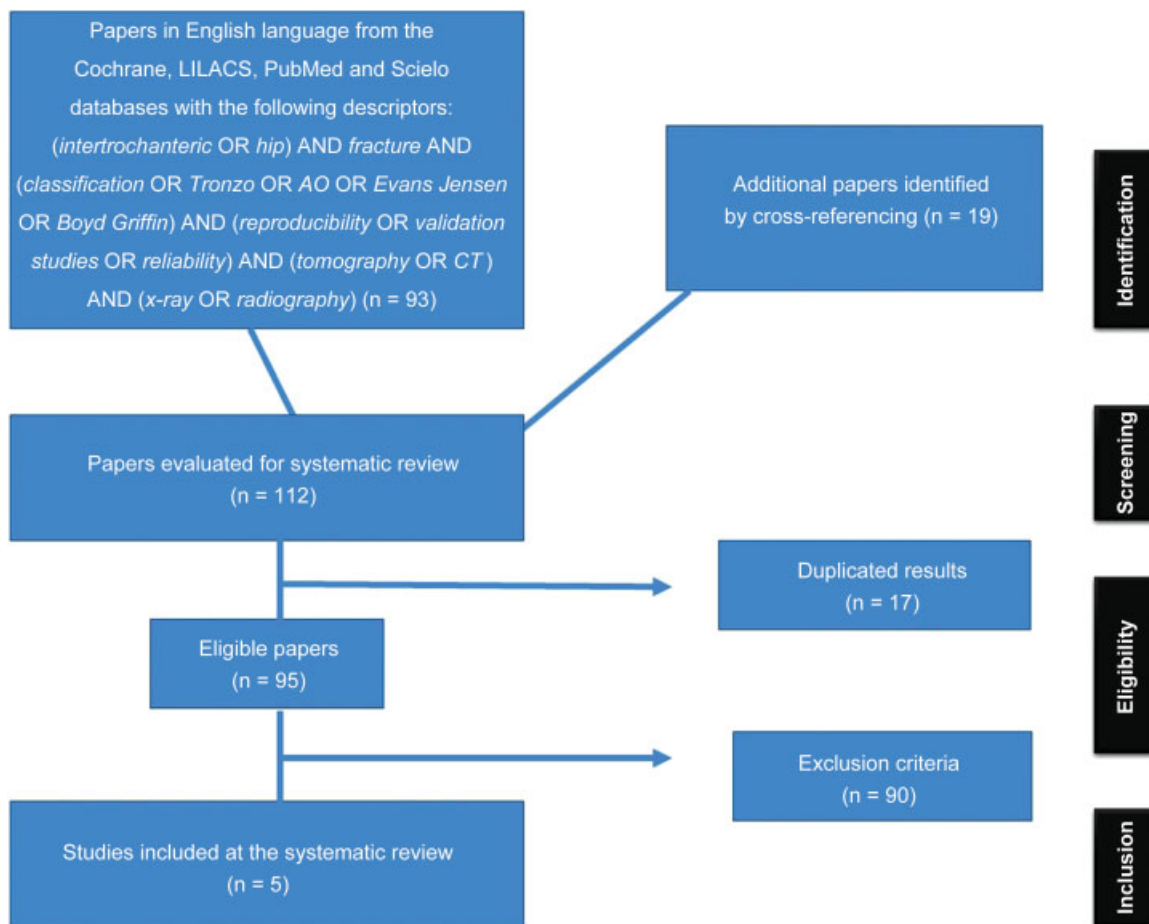 Papers in English language from the
Cochrane, LILACS, PubMed and Scielo
databases with the following descriptors:
(intertrochanteric OR hip) AND fracture AND
(classification OR Tronzo OR AO OR Evans Jensen
OR Boyd Griffin) AND (reproducibility OR validation
studies OR reliability) AND (tomography OR CT )
AND (x-ray OR radiography) (n = 93)
Additional papers identified
by cross-referencing (n = 19)
Identification
Papers evaluated for systematic review
(n = 112)
Screening
Duplicated results
(n = 17)
Eligible papers
(n = 95)
Eligibility
Exclusion criteria
(n = 90)
Studies included at the systematic review
(n = 5)
Inclusion